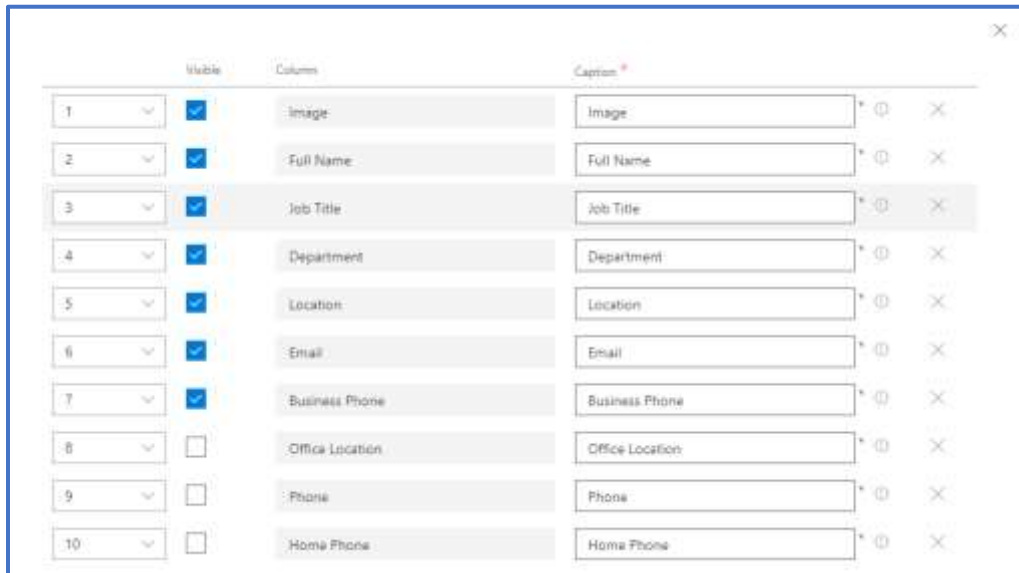 Visible Column Caption *
1 Image Image *
2 Full Name Full Name *
3 Job Title Job Title *
4 Department Department *
5 Location Location *
6 Email Email *
7 Business Phone Business Phone *
8 Office Location Office Location *
9 Phone Phone *
10 Home Phone Home Phone *